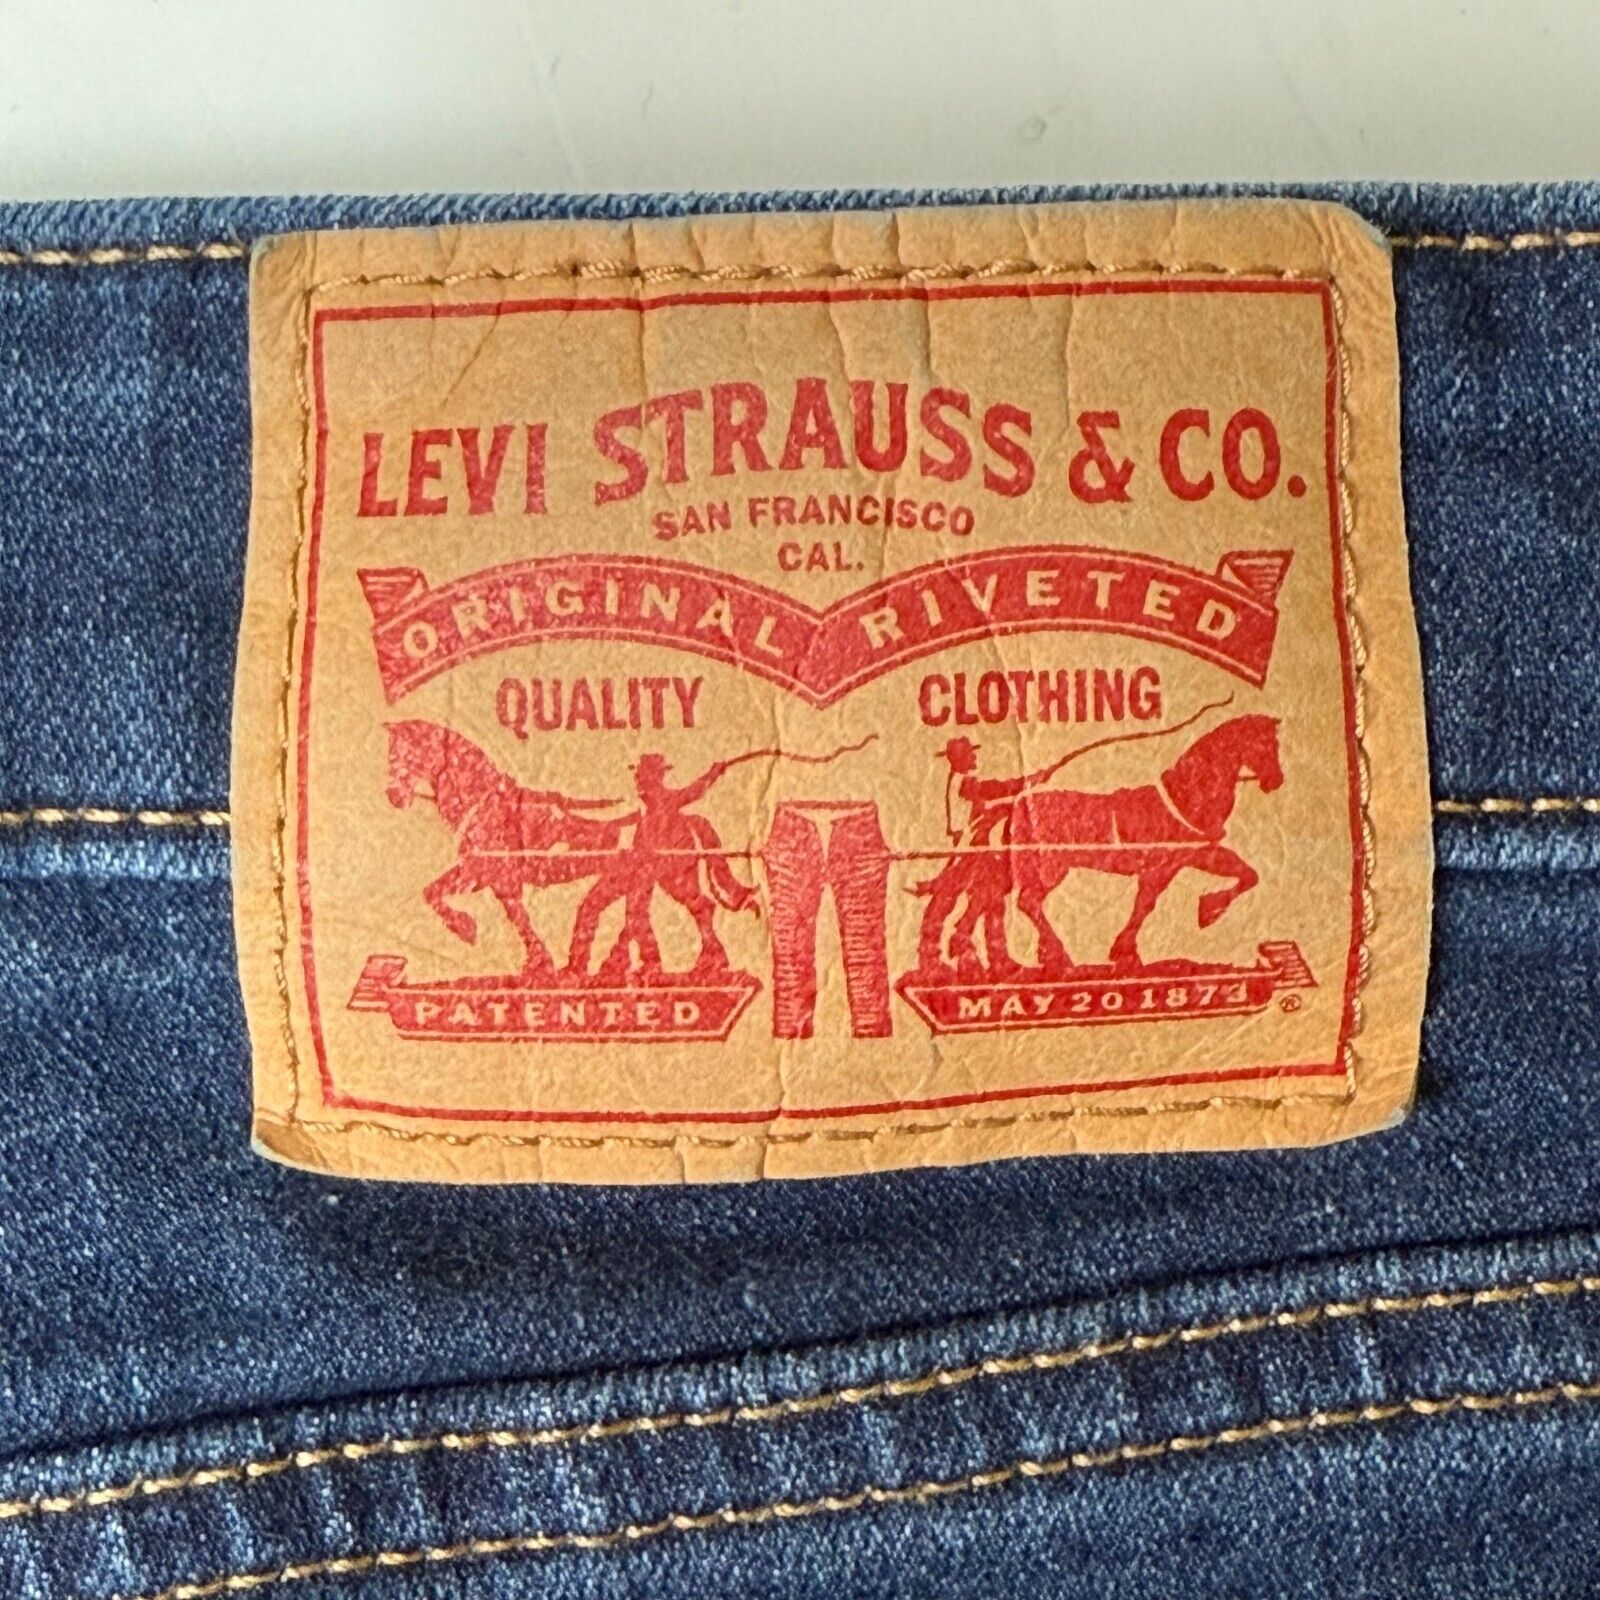 LEVI STRAUSS & CO.
SAN FRANCISCO
CAL.
ORIGINAL RIVETED
QUALITY CLOTHING
PATENTED MAY 20 1873 ®